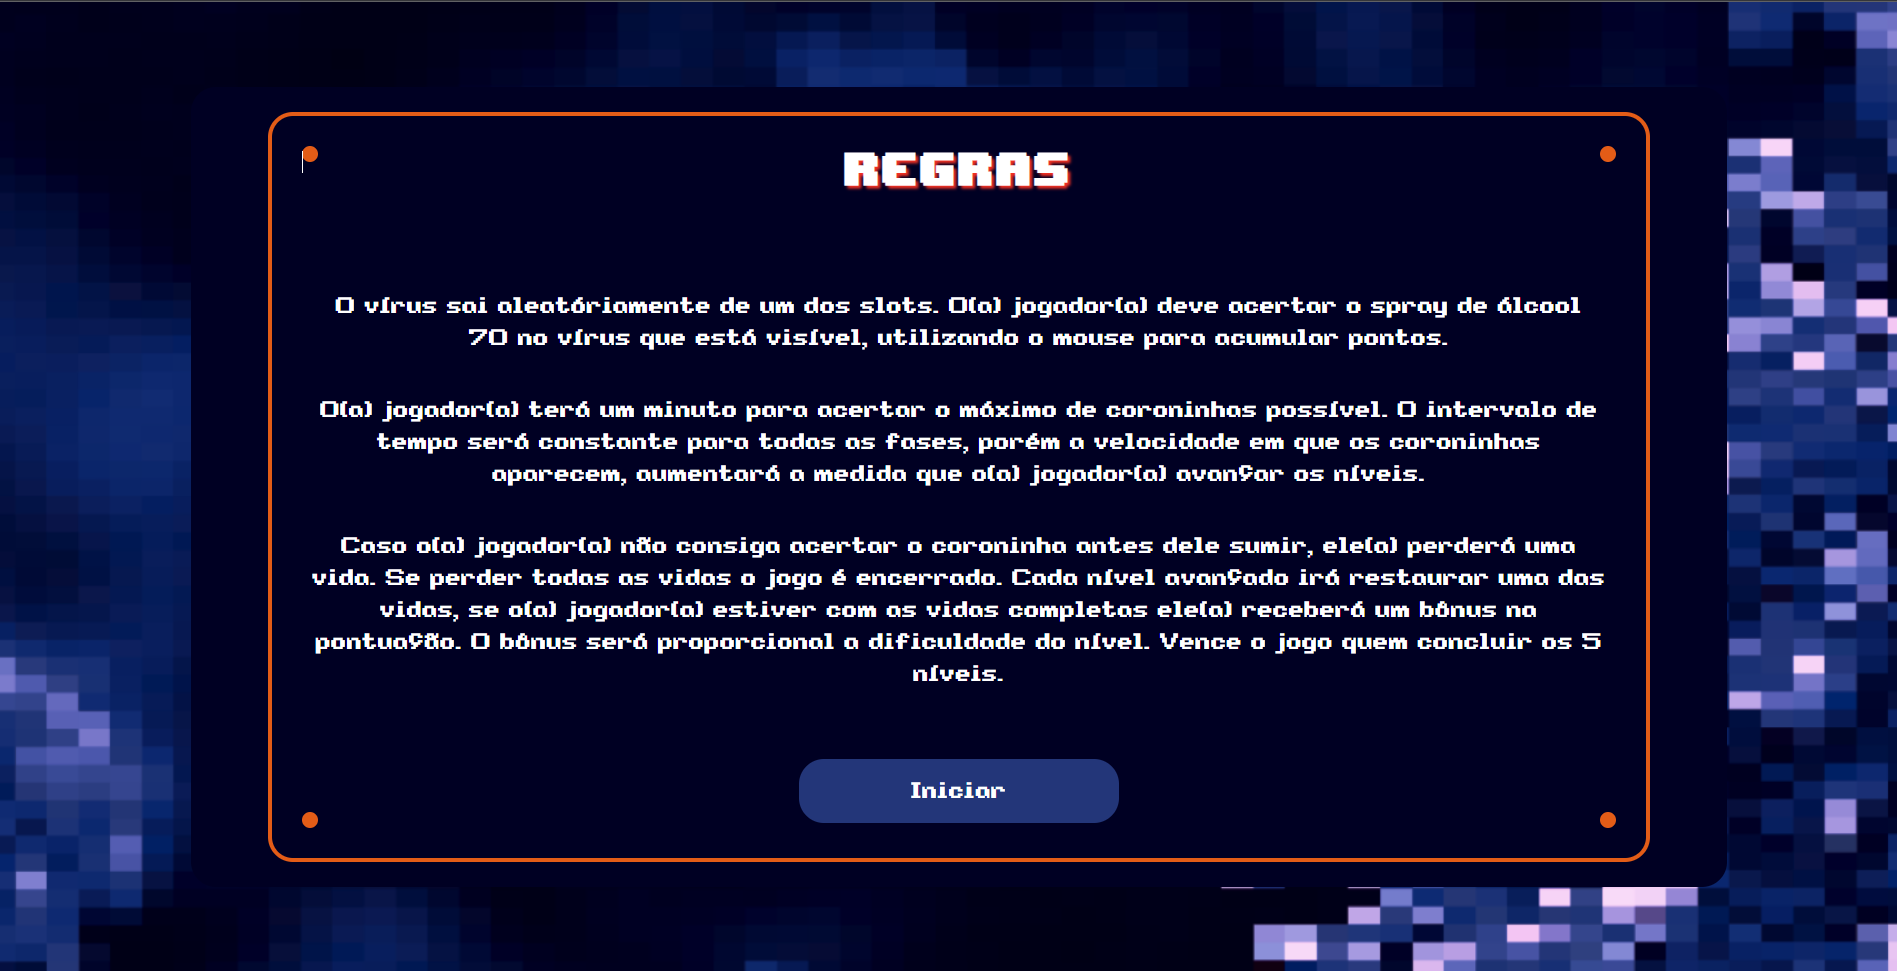 REGRAS
O vírus sai aleatóriamente de um dos slots. O(a) jogador(a) deve acertar o spray de álcool
70 no vírus que está visível, utilizando o mouse para acumular pontos.
O(a) jogador(a) terá um minuto para acertar o máximo de coroninhas possível. O intervalo de
tempo será constante para todas as fases, porém a velocidade em que os coroninhas
aparecem, aumentará a medida que o(a) jogador(a) avançar os níveis.
Caso o(a) jogador(a) não consiga acertar o coroninha antes dele sumir, ele(a) perderá uma
vida. Se perder todas as vidas o jogo é encerrado. Cada nível avançado irá restaurar uma das
vidas, se o(a) jogador(a) estiver com as vidas completas ele(a) receberá um bônus na
pontuação. O bônus será proporcional a dificuldade do nível. Vence o jogo quem concluir os 5
níveis.
Iniciar